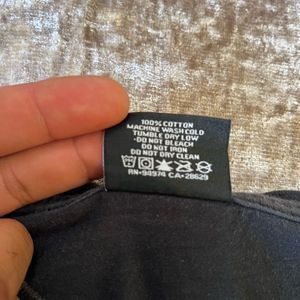 100% COTTON
MACHINE WASH COLD
TUMBLE DRY LOW
·DO NOT BLEACH
DO NOT IRON
DO NOT DRY CLEAN
RN-94974 CA-28629